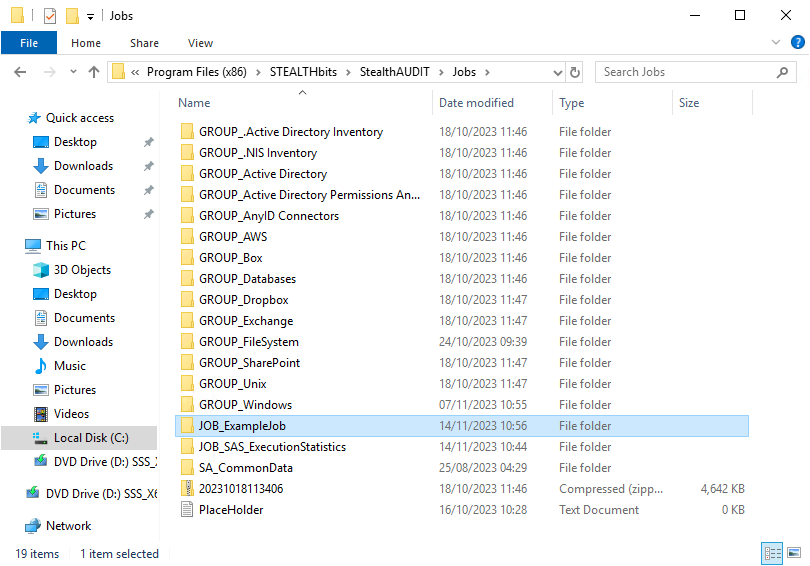 Jobs
File Home Share View
« Program Files (x86) > STEALTHbits > StealthAUDIT > Jobs > Search Jobs
Name Date modified Type Size
Quick access
Desktop
Downloads
Documents
Pictures
This PC
3D Objects
Desktop
Documents
Downloads
Music
Pictures
Videos
Local Disk (C:)
DVD Drive (D:) SSS_X
DVD Drive (D:) SSS_X6
Network
GROUP_.Active Directory Inventory 18/10/2023 11:46 File folder
GROUP_.NIS Inventory 18/10/2023 11:46 File folder
GROUP_Active Directory 18/10/2023 11:46 File folder
GROUP_Active Directory Permissions An... 18/10/2023 11:46 File folder
GROUP_AnyID Connectors 18/10/2023 11:46 File folder
GROUP_AWS 18/10/2023 11:46 File folder
GROUP_Box 18/10/2023 11:46 File folder
GROUP_Databases 18/10/2023 11:46 File folder
GROUP_Dropbox 18/10/2023 11:47 File folder
GROUP_Exchange 18/10/2023 11:47 File folder
GROUP_FileSystem 24/10/2023 09:39 File folder
GROUP_SharePoint 18/10/2023 11:47 File folder
GROUP_Unix 18/10/2023 11:47 File folder
GROUP_Windows 07/11/2023 10:55 File folder
JOB_ExampleJob 14/11/2023 10:56 File folder
JOB_SAS_ExecutionStatistics 14/11/2023 10:44 File folder
SA_CommonData 25/08/2023 04:29 File folder
20231018113406 18/10/2023 11:46 Compressed (zipp... 4,642 KB
PlaceHolder 16/10/2023 10:28 Text Document 0 KB
19 items 1 item selected